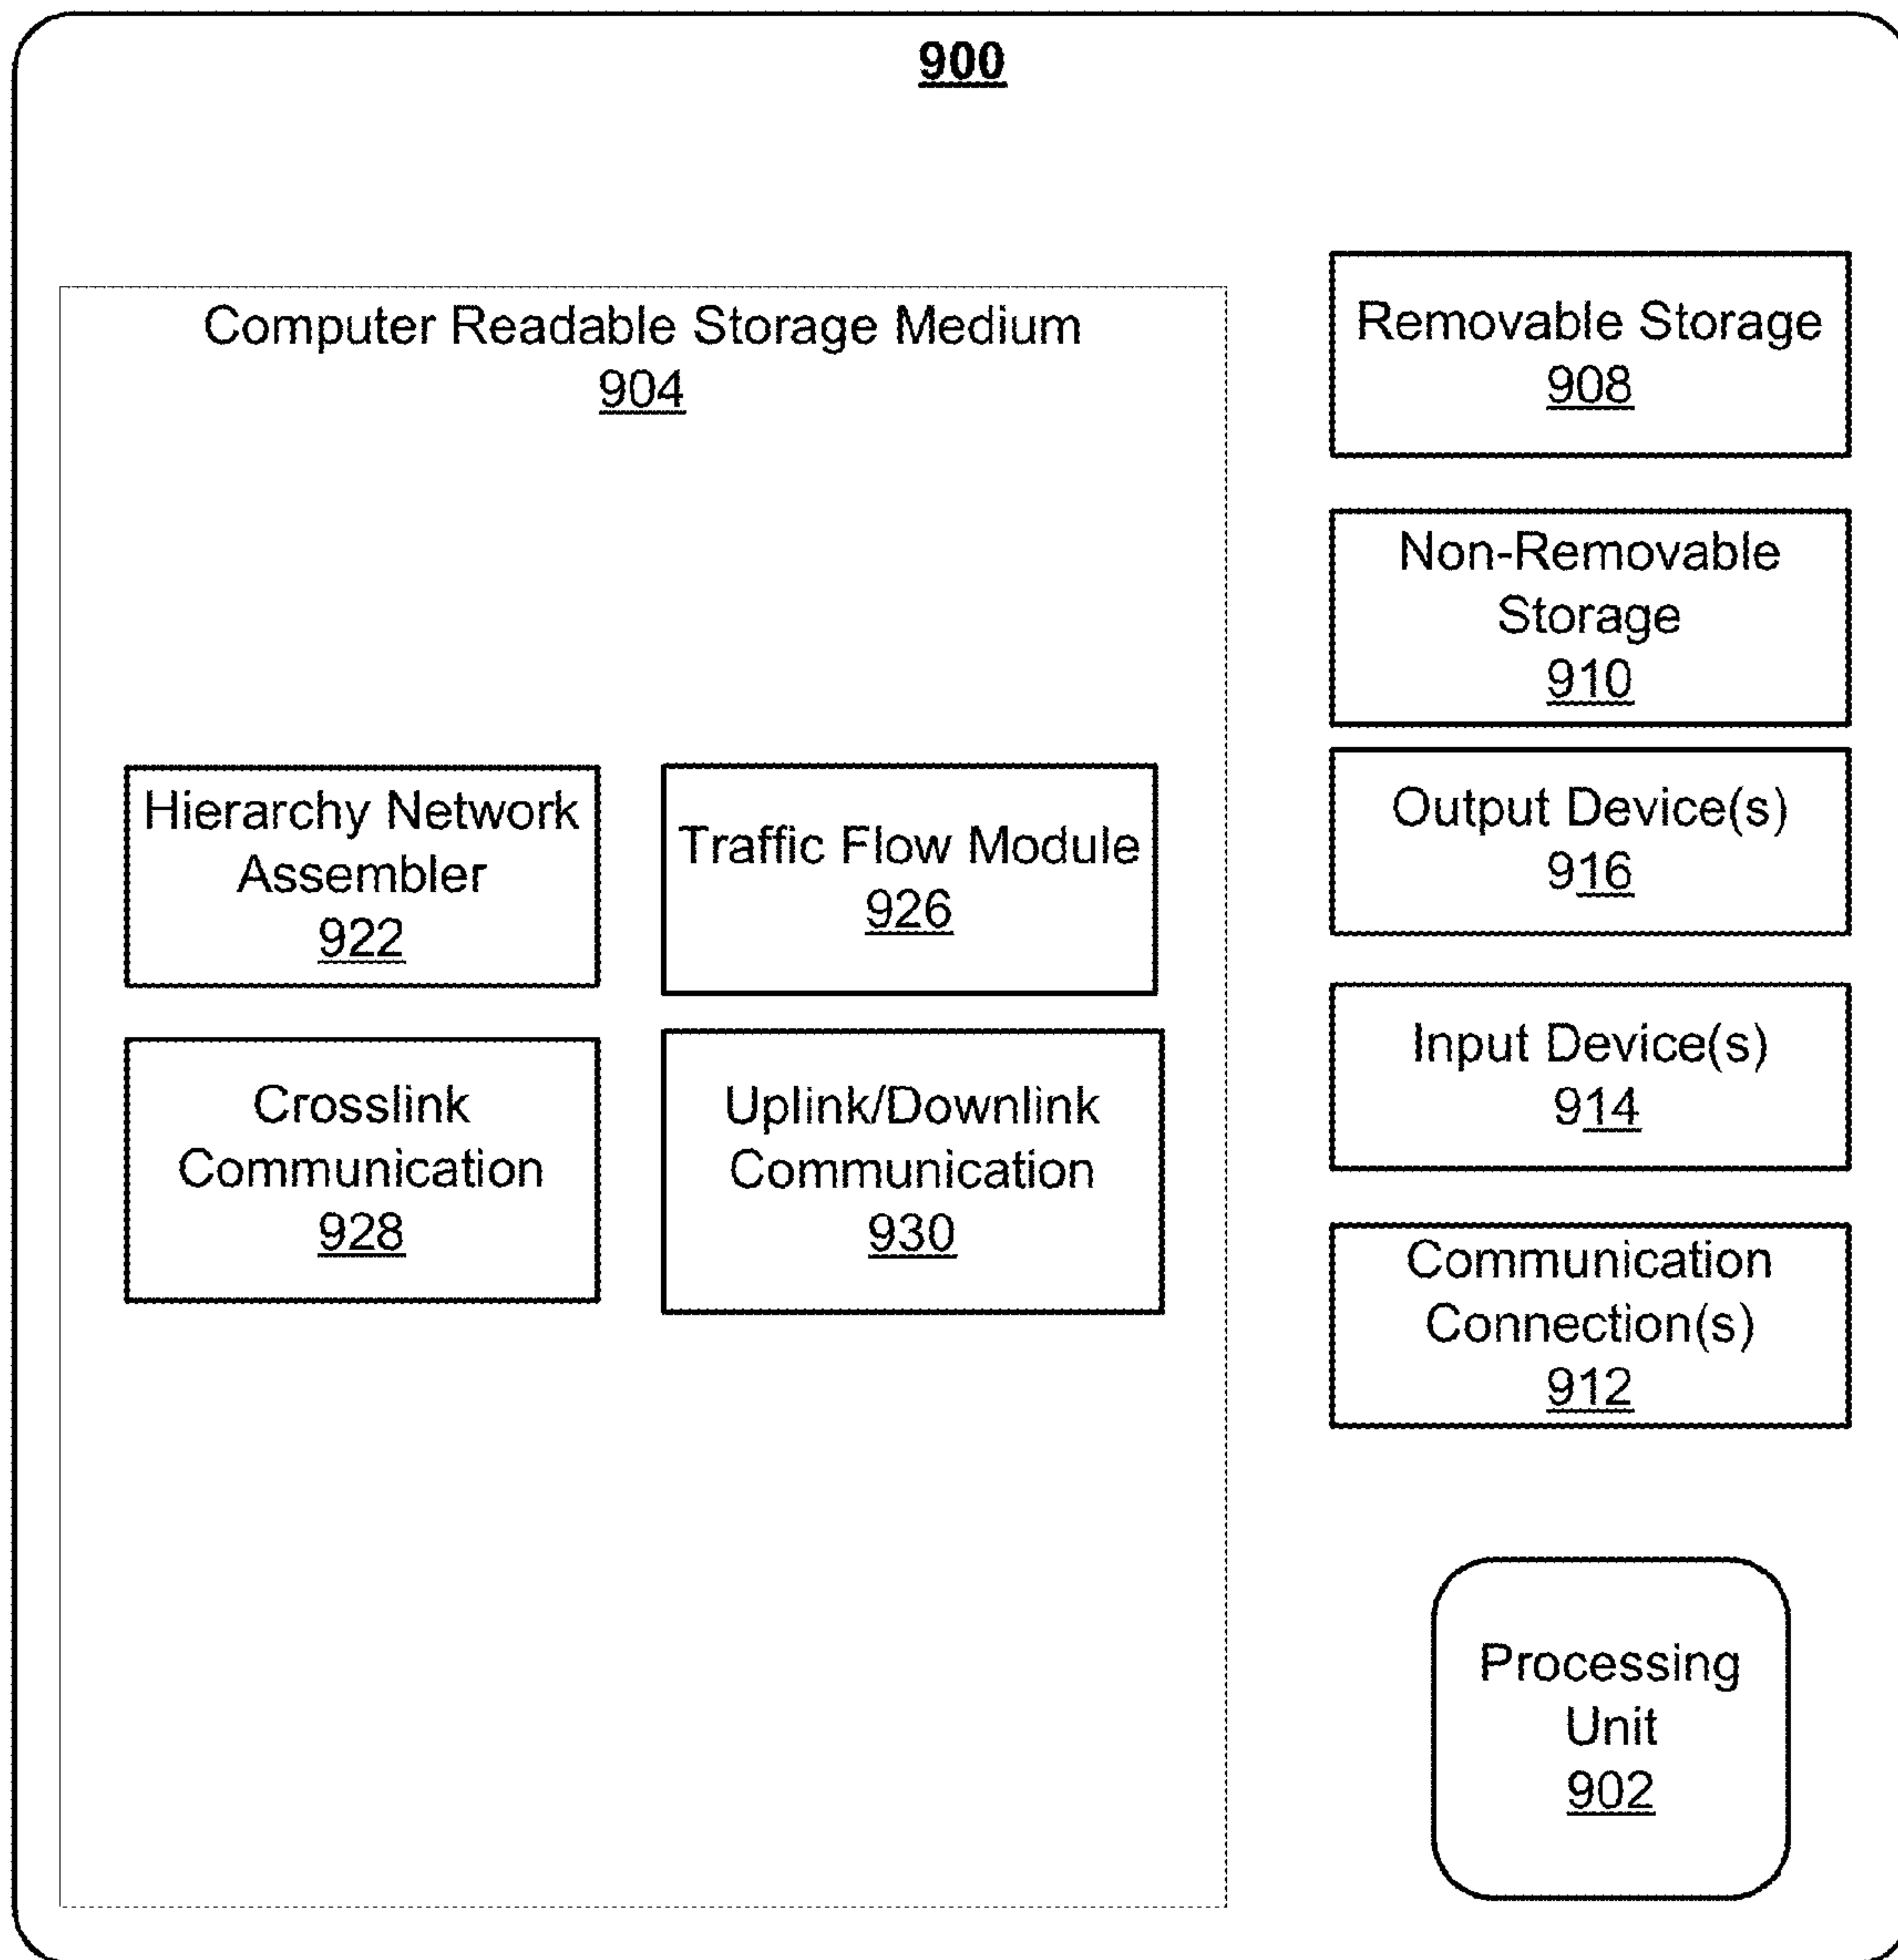 900
Computer Readable Storage Medium
904
Hierarchy Network
Assembler
922
Traffic Flow Module
926
Crosslink
Communication
928
Uplink/Downlink
Communication
930
Removable Storage
908
Non-Removable
Storage
910
Output Device(s)
916
Input Device(s)
914
Communication
Connection(s)
912
Processing
Unit
902